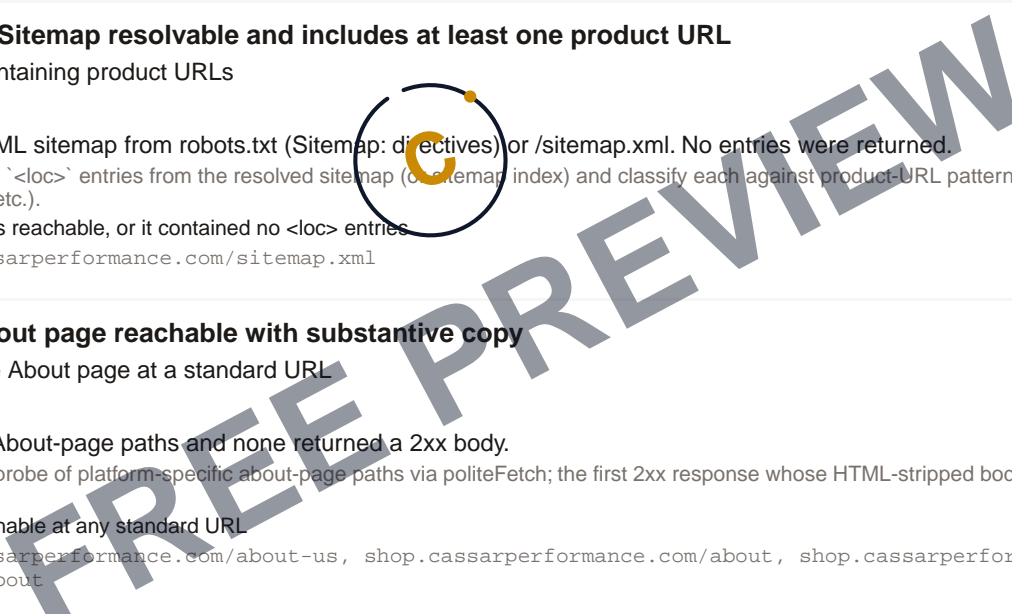 Sitemap resolvable and includes at least one product URL
ntaining product URLs
ML sitemap from robots.txt (Sitemap: directives) or /sitemap.xml. No entries were returned.
`<loc>` entries from the resolved sitemap (or sitemap index) and classify each against product-URL pattern
etc.).
s reachable, or it contained no <loc> entries
sarperformance.com/sitemap.xml
out page reachable with substantive copy
About page at a standard URL
About-page paths and none returned a 2xx body.
probe of platform-specific about-page paths via politeFetch; the first 2xx response whose HTML-stripped bod
hable at any standard URL
sarperformance.com/about-us, shop.cassarperformance.com/about, shop.cassarperfor
bout
C
FREE PREVIEW